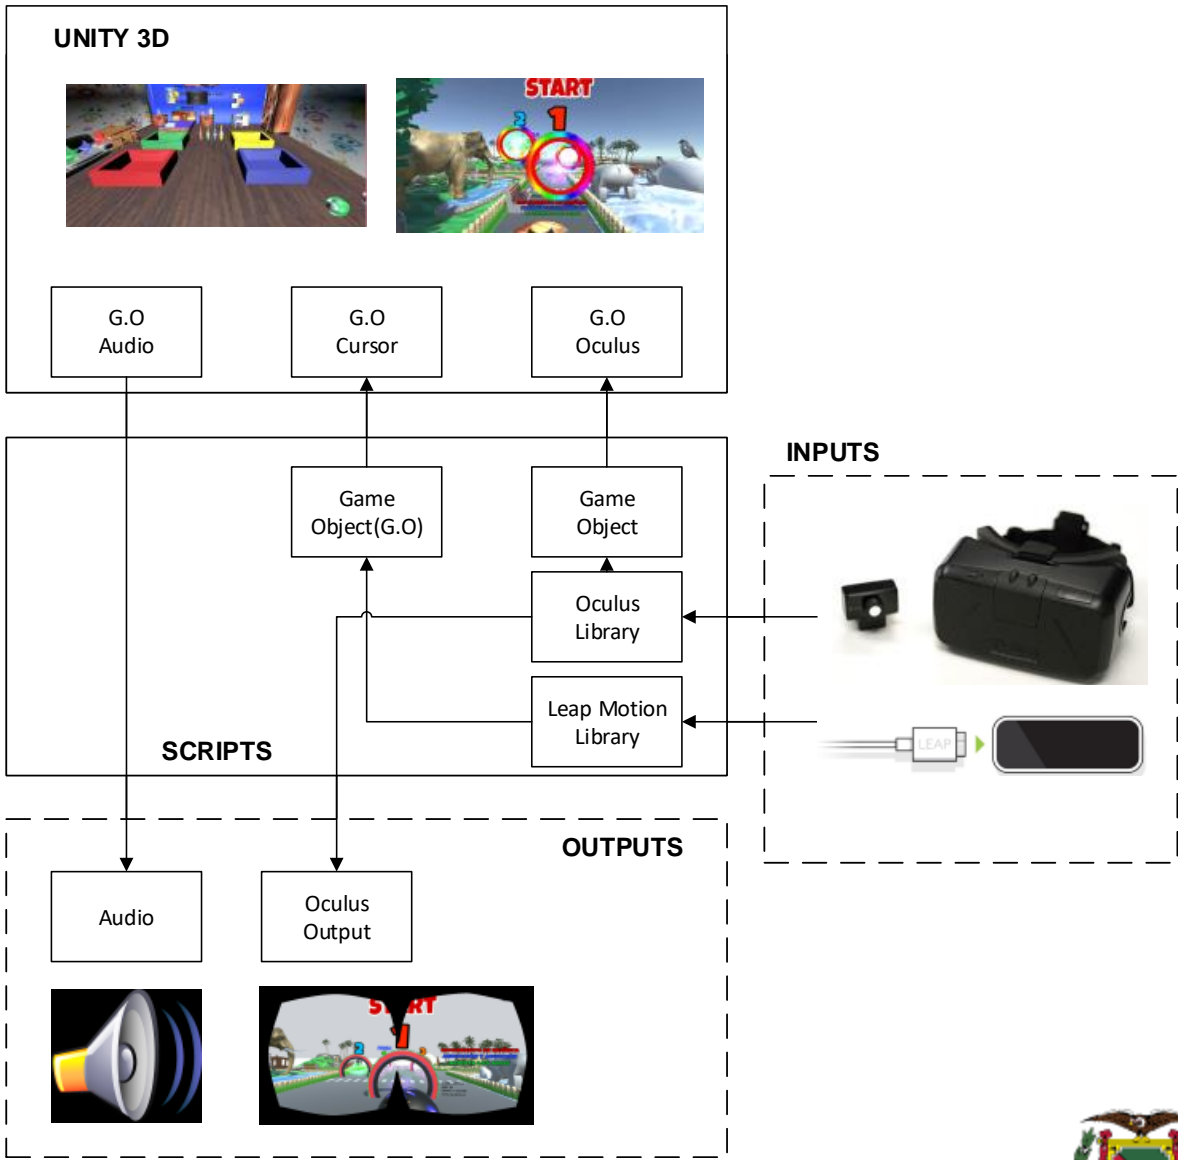 UNITY 3D
START
2
1
G.O
Audio
G.O
Cursor
G.O
Oculus
Game
Object(G.O)
Game
Object
Oculus
Library
Leap Motion
Library
SCRIPTS
INPUTS
LEAP
OUTPUTS
Audio
Oculus
Output
1
2